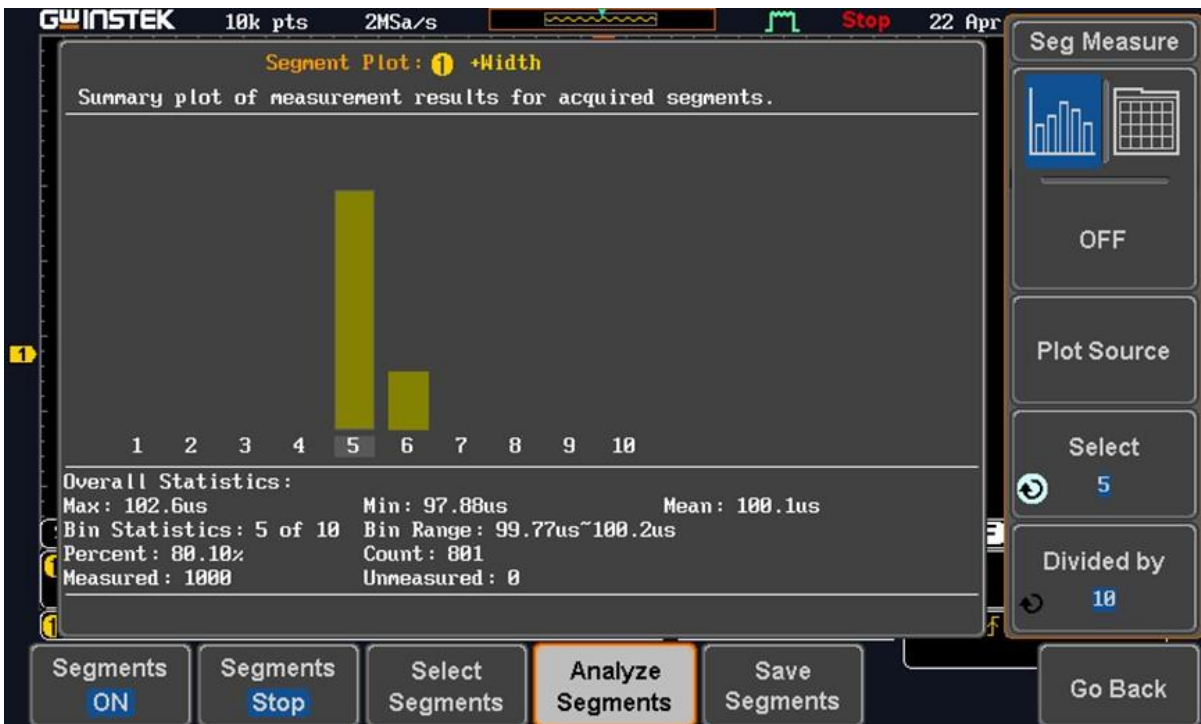 GWINSTEK 10k pts 2MSa/s Stop 22 Apr
Segment Plot: 1 +Width
Summary plot of measurement results for acquired segments.
1
1 2 3 4 5 6 7 8 9 10
Overall Statistics:
Max: 102.6us Min: 97.88us Mean: 100.1us
Bin Statistics: 5 of 10 Bin Range: 99.77us~100.2us
Percent: 80.10% Count: 801
Measured: 1000 Unmeasured: 0
Seg Measure
OFF
Plot Source
Select
5
Divided by
10
Segments
ON
Segments
Stop
Select
Segments
Analyze
Segments
Save
Segments
Go Back